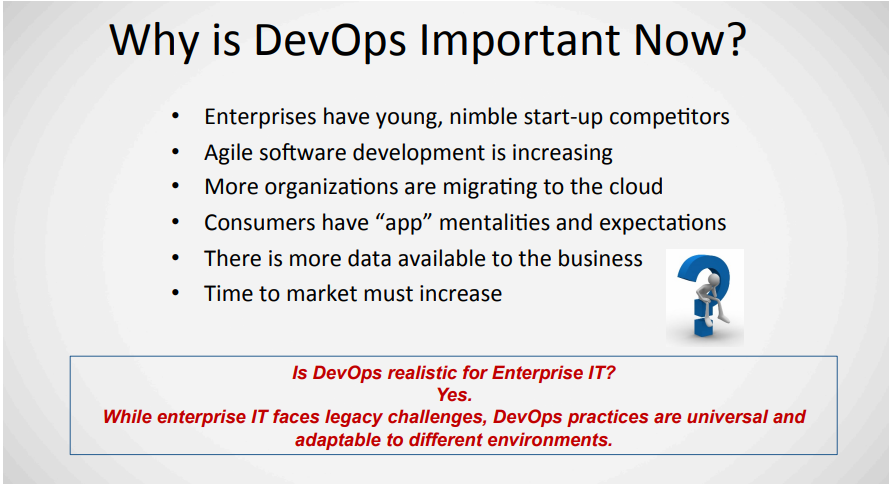 Why is DevOps Important Now?
• Enterprises have young, nimble start-up competitors
• Agile software development is increasing
• More organizations are migrating to the cloud
• Consumers have “app” mentalities and expectations
• There is more data available to the business
• Time to market must increase
Is DevOps realistic for Enterprise IT?
Yes.
While enterprise IT faces legacy challenges, DevOps practices are universal and
adaptable to different environments.